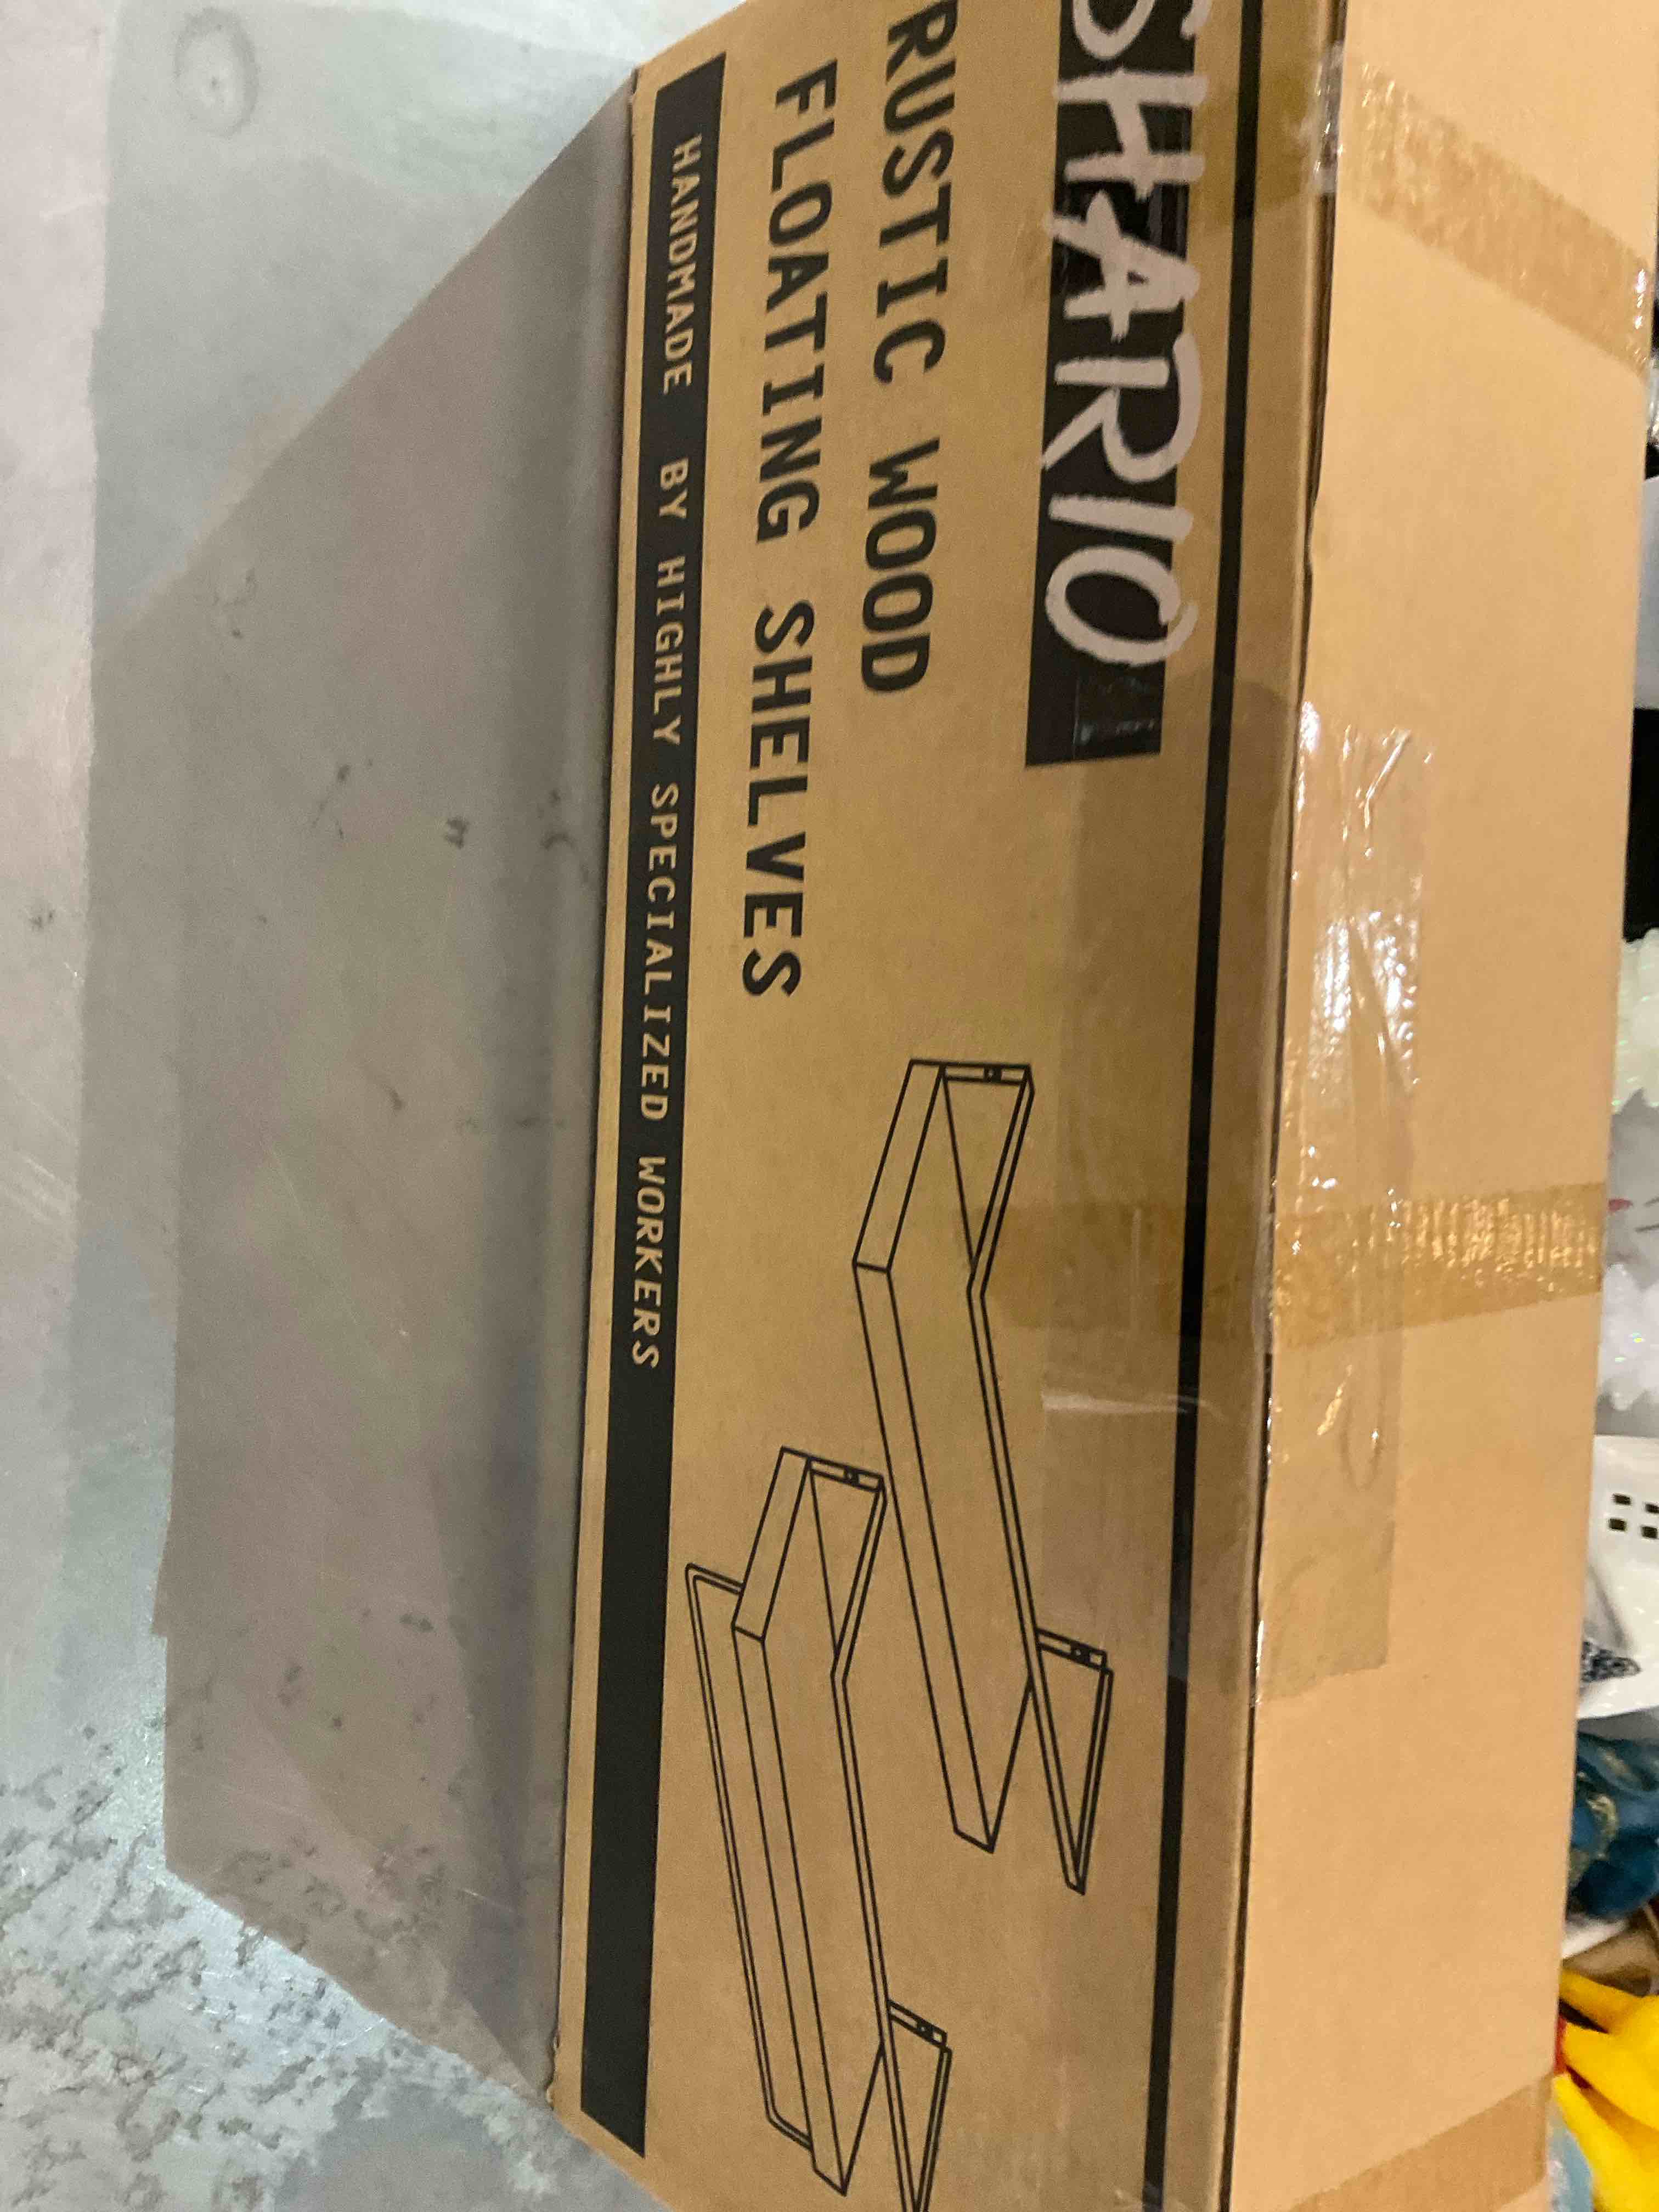 SHARIO
RUSTIC WOOD
FLOATING SHELVES
HANDMADE BY HIGHLY SPECIALIZED WORKERS